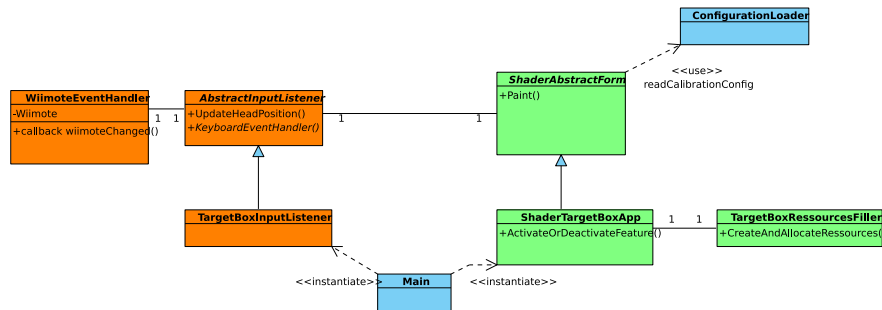 ConfigurationLoader
<<use>>
readCalibrationConfig
ShaderAbstractForm
+Paint()
WiimoteEventHandler
-Wiimote
+callback wiimoteChanged()
1 1
AbstractInputListener
+UpdateHeadPosition()
+KeyboardEventHandler()
1 1
TargetBoxInputListener
ShaderTargetBoxApp
+ActivateOrDeactivateFeature()
1 1
TargetBoxRessourcesFiller
+CreateAndAllocateRessources()
<<instantiate>>
Main
<<instantiate>>